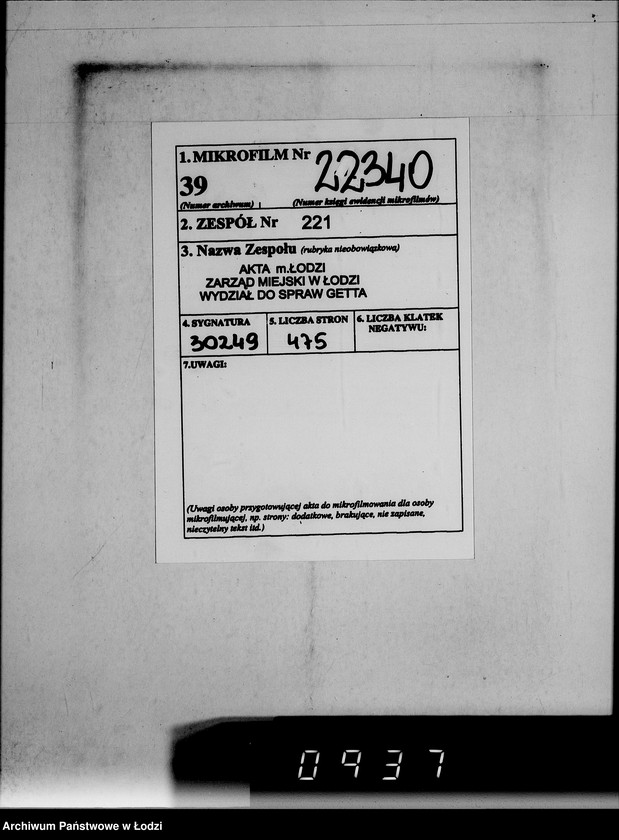 1. MIKROFILM Nr 22340
39
(Numer archiwum) (Numer księgi ewidencji mikrofilmów)
2. ZESPÓŁ Nr 221
3. Nazwa Zespołu (rubryka nieobowiązkowa)
AKTA m.ŁODZI
ZARZĄD MIEJSKI W ŁODZI
WYDZIAŁ DO SPRAW GETTA
4. SYGNATURA 5. LICZBA STRON 6. LICZBA KLATEK
NEGATYWU:
30249 475
7.UWAGI:
(Uwagi osoby przygotowującej akta do mikrofilmowania dla osoby
mikrofilmującej, np. strony: dodatkowe, brakujące, nie zapisane,
nieczytelny tekst itd.)
0937
Archiwum Państwowe w Łodzi